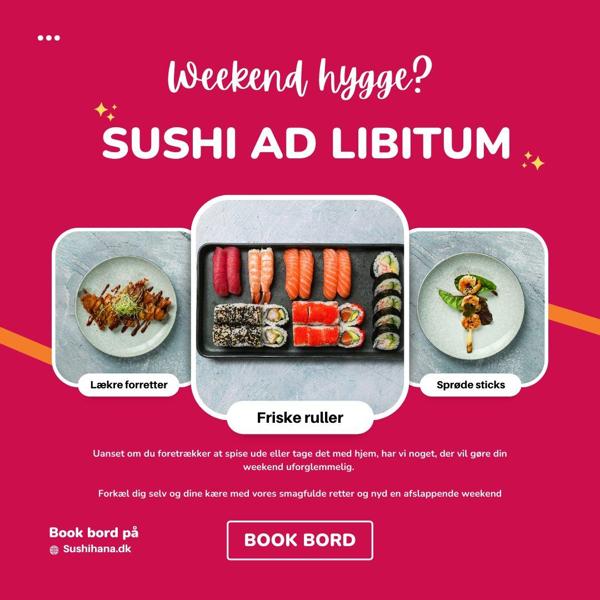 Weekend hygge?
SUSHI AD LIBITUM
Lækre forretter
Friske ruller
Sprøde sticks
Uanset om du foretrækker at spise ude eller tage det med hjem, har vi noget, der vil gøre din
weekend uforglemmelig.
Forkæl dig selv og dine kære med vores smagfulde retter og nyd en afslappende weekend
Book bord på
Sushihana.dk
BOOK BORD